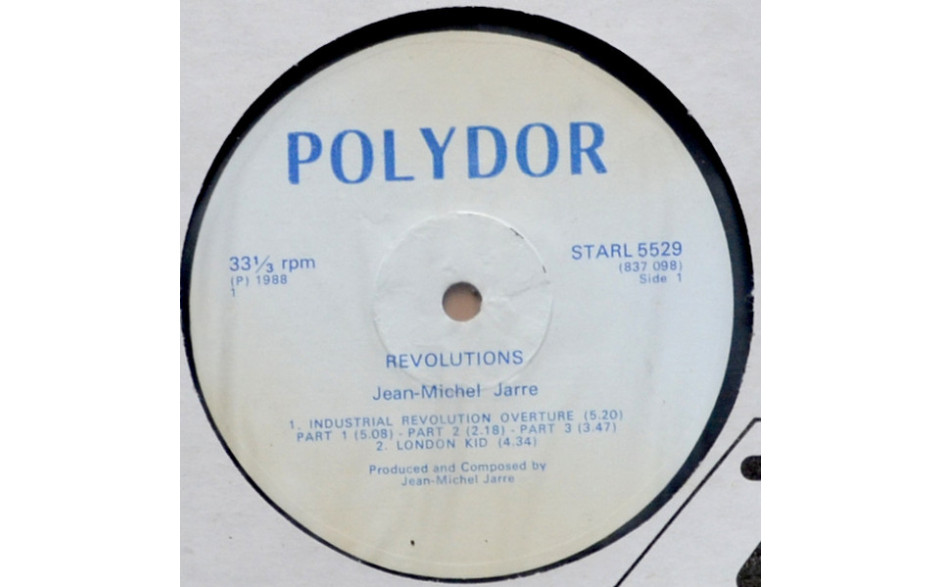 POLYDOR
33⅓ rpm
(P) 1988
1
STARL 5529
(837 098)
Side 1
REVOLUTIONS
Jean-Michel Jarre
1. INDUSTRIAL REVOLUTION OVERTURE (5.20)
PART 1 (5.08) - PART 2 (2.18) - PART 3 (3.47)
2. LONDON KID (4.34)
Produced and Composed by
Jean-Michel Jarre